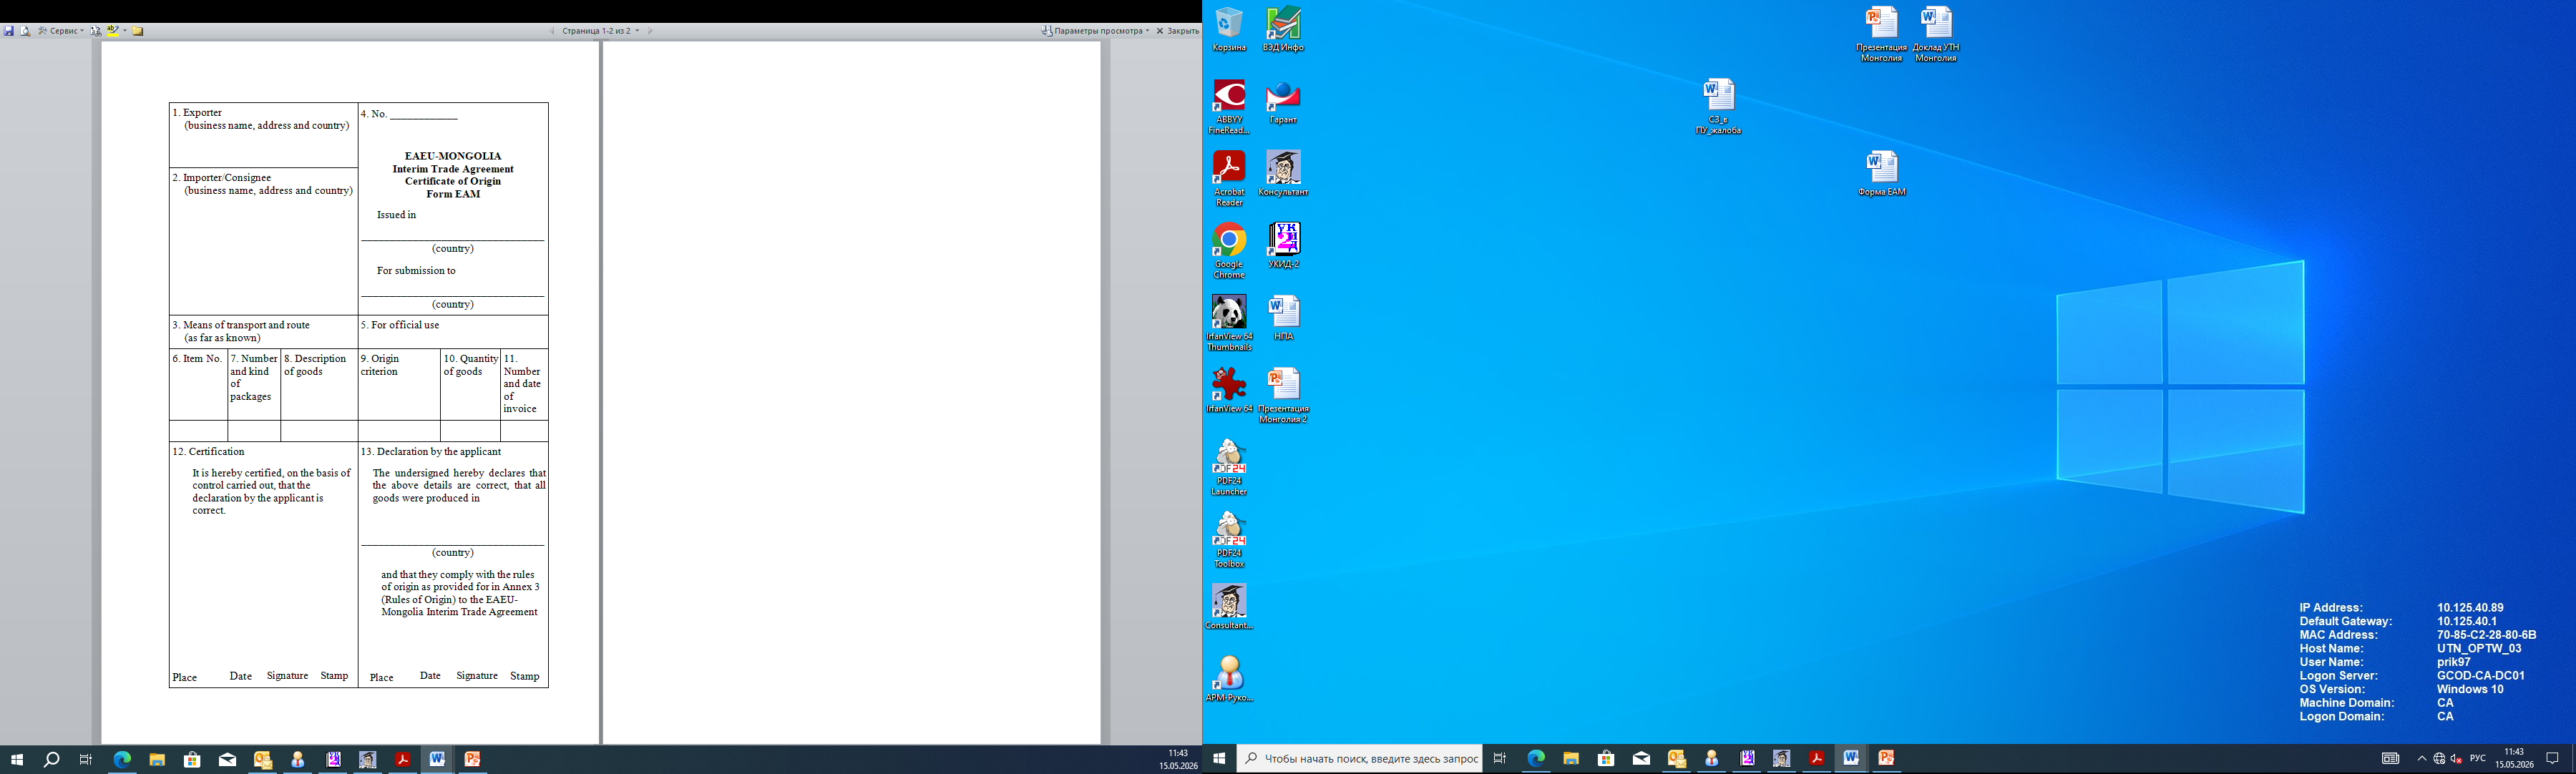 Сервис
Страница 1-2 из 2
Параметры просмотра
Закрыть
1. Exporter
(business name, address and country)
2. Importer/Consignee
(business name, address and country)
4. No. ____________
EAEU-MONGOLIA
Interim Trade Agreement
Certificate of Origin
Form EAM
Issued in
(country)
For submission to
(country)
3. Means of transport and route
(as far as known)
5. For official use
6. Item No.
7. Number
and kind
of
packages
8. Description
of goods
9. Origin
criterion
10. Quantity
of goods
11.
Number
and date
of
invoice
12. Certification
It is hereby certified, on the basis of
control carried out, that the
declaration by the applicant is
correct.
Place Date Signature Stamp
13. Declaration by the applicant
The undersigned hereby declares that
the above details are correct, that all
goods were produced in
(country)
and that they comply with the rules
of origin as provided for in Annex 3
(Rules of Origin) to the EAEU-
Mongolia Interim Trade Agreement
Place Date Signature Stamp
11:43
15.05.2026
Корзина
ВЭД Инфо
ABBYY
FineRead...
Гарант
Acrobat
Reader
Консультант
Google
Chrome
УКИД-2
IrfanView 64
Thumbnails
НПА
IrfanView 64
Презентация
Монголия 2
PDF24
Launcher
PDF24
Toolbox
Consultant...
АРМ-Руко...
Презентация
Монголия
Доклад УТН
Монголия
СЗ_в
ПУ_жалоба
Форма ЕАМ
IP Address: 10.125.40.89
Default Gateway: 10.125.40.1
MAC Address: 70-85-C2-28-80-6B
Host Name: UTN_OPTW_03
User Name: prik97
Logon Server: GCOD-CA-DC01
OS Version: Windows 10
Machine Domain: CA
Logon Domain: CA
Чтобы начать поиск, введите здесь запрос
РУС
11:43
15.05.2026